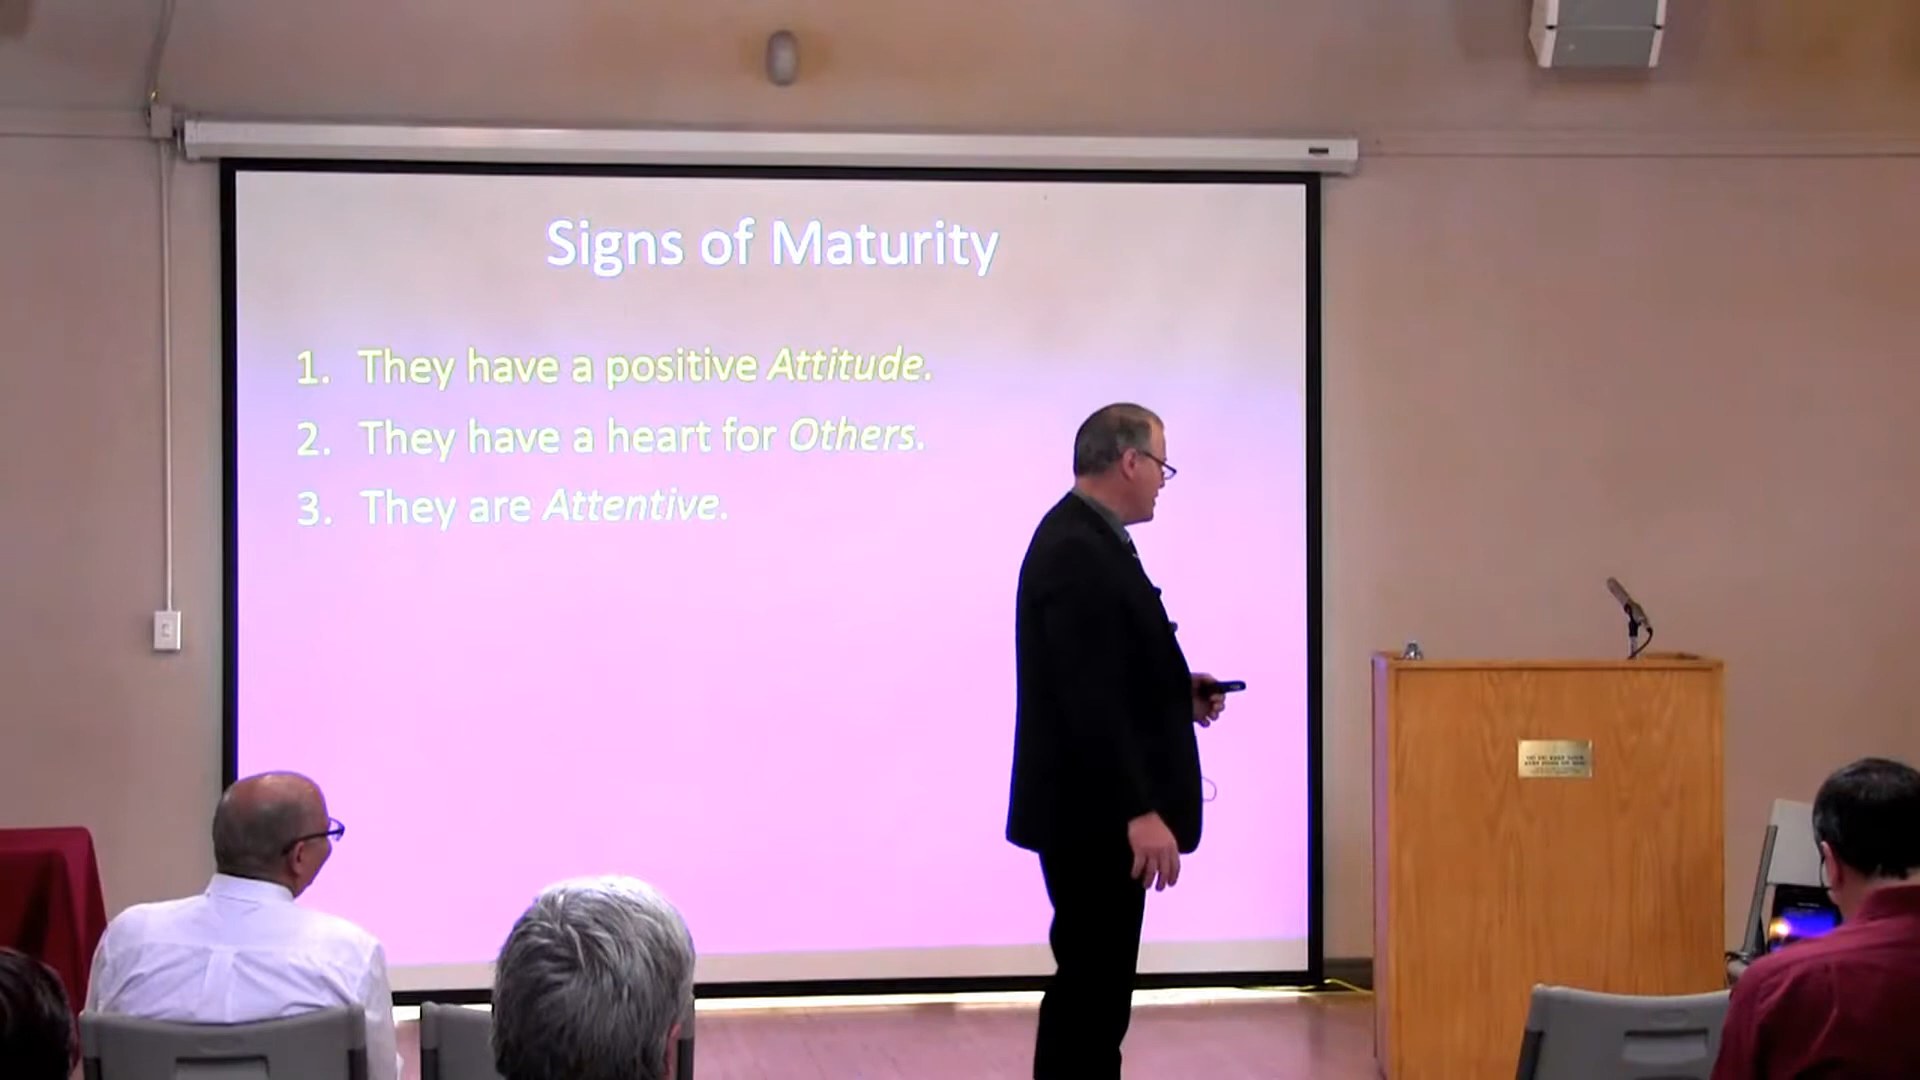 Signs of Maturity
1. They have a positive Attitude.
2. They have a heart for Others.
3. They are Attentive.